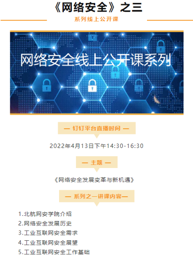 《网络安全》之三
系列线上公开课
网络安全线上公开课系列
钉钉平台直播时间
2022年4月13日下午14:30-16:30
主题
《网络安全发展变革与新机遇》
系列之一研课内容
1.北航网安学院介绍
2.网络安全发展历史
3.工业互联网安全需求
4.工业互联网安全展望
5.工业互联网安全工作基础